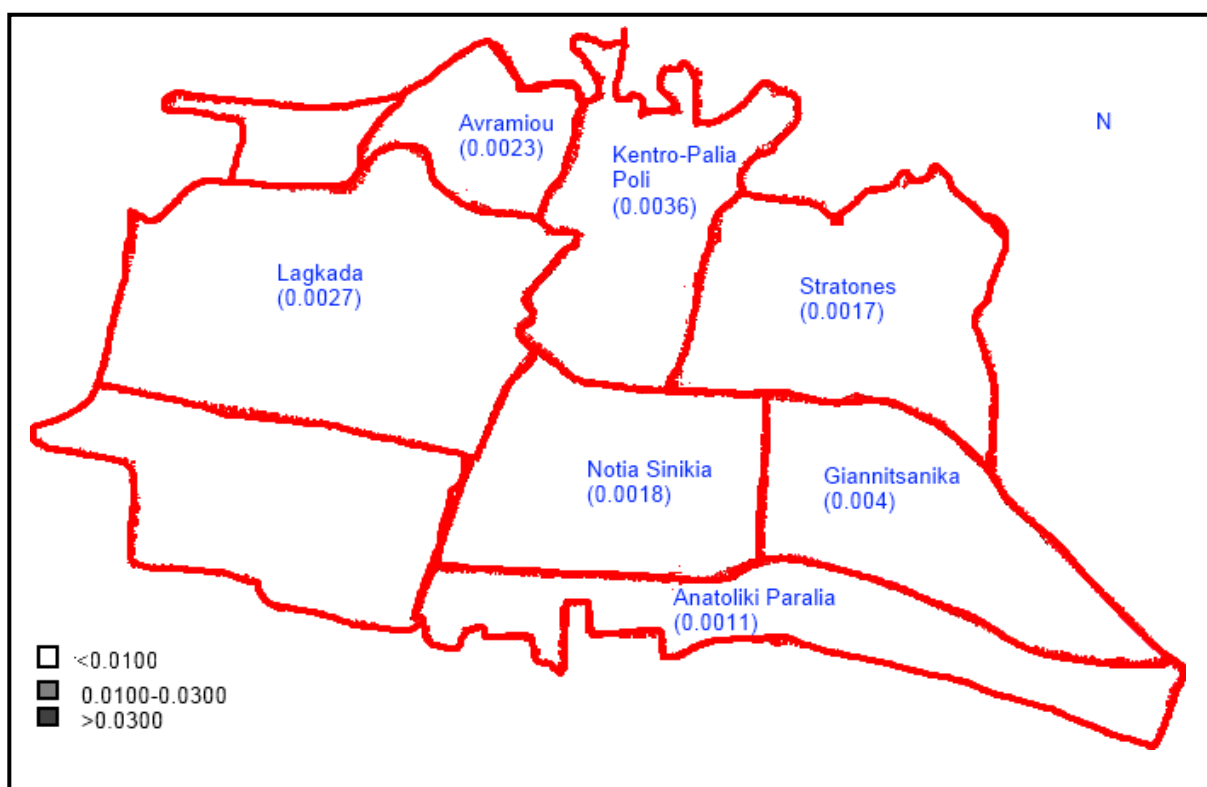 Avramiou
(0.0023)
N
Kentro-Palia
Poli
(0.0036)
Lagkada
(0.0027)
Stratones
(0.0017)
Notia Sinikia
(0.0018)
Giannitsanika
(0.004)
Anatoliki Paralia
(0.0011)
<0.0100
0.0100-0.0300
>0.0300